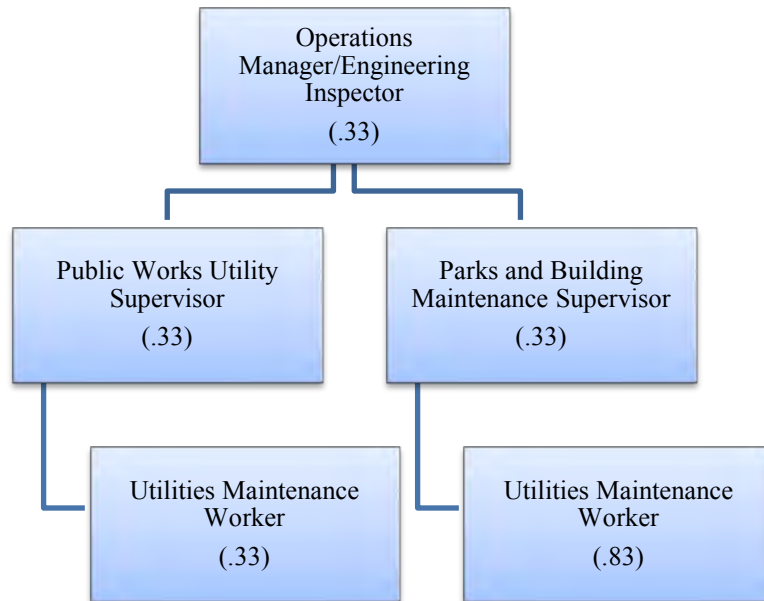 Operations
Manager/Engineering
Inspector
(.33)
Public Works Utility
Supervisor
(.33)
Parks and Building
Maintenance Supervisor
(.33)
Utilities Maintenance
Worker
(.33)
Utilities Maintenance
Worker
(.83)